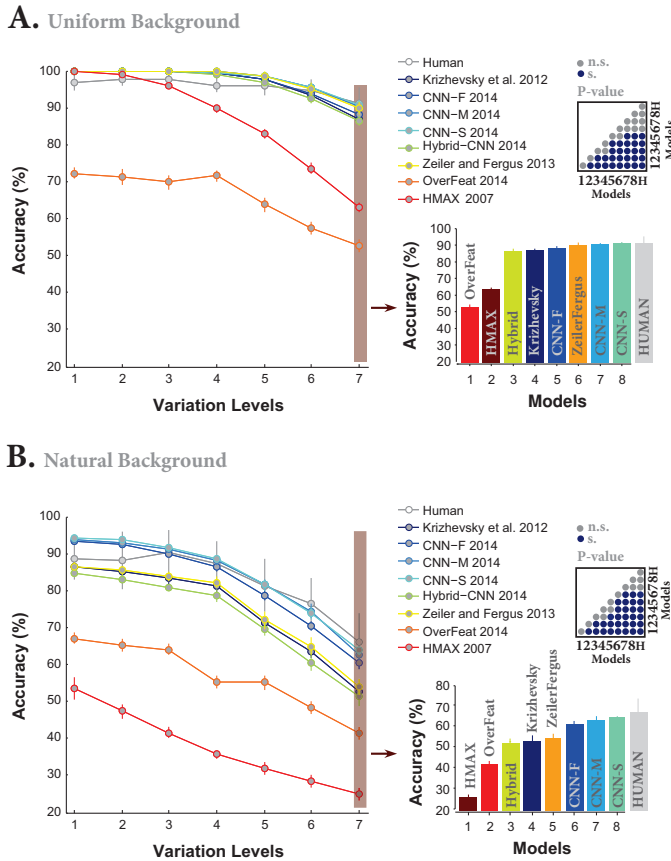 A. Uniform Background
100
90
80
70
60
50
40
30
20
Accuracy (%)
1 2 3 4 5 6 7
Variation Levels
Human
Krizhevsky et al. 2012
CNN-F 2014
CNN-M 2014
CNN-S 2014
Hybrid-CNN 2014
Zeiler and Fergus 2013
OverFeat 2014
HMAX 2007
n.s.
s.
P-value
12345678H
Models
12345678H
Models
100
90
80
70
60
50
40
30
20
Accuracy (%)
OverFeat
HMAX
Hybrid
Krizhevsky
CNN-F
ZeilerFergus
CNN-M
CNN-S
HUMAN
1 2 3 4 5 6 7 8
Models
B. Natural Background
100
90
80
70
60
50
40
30
20
Accuracy (%)
1 2 3 4 5 6 7
Variation Levels
Human
Krizhevsky et al. 2012
CNN-F 2014
CNN-M 2014
CNN-S 2014
Hybrid-CNN 2014
Zeiler and Fergus 2013
OverFeat 2014
HMAX 2007
n.s.
s.
P-value
12345678H
Models
12345678H
Models
80
70
60
50
40
30
20
Accuracy (%)
HMAX
OverFeat
Hybrid
Krizhevsky
ZeilerFergus
CNN-F
CNN-M
CNN-S
HUMAN
1 2 3 4 5 6 7 8
Models